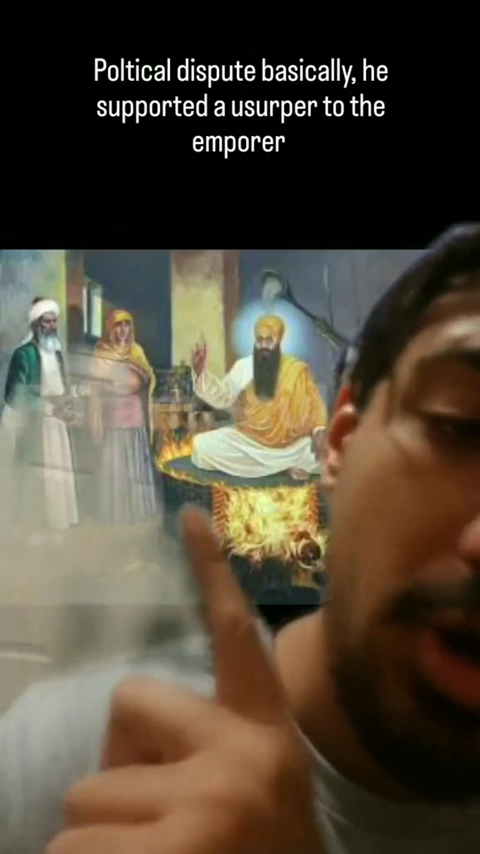 Poltical dispute basically, he
supported a usurper to the
emporer